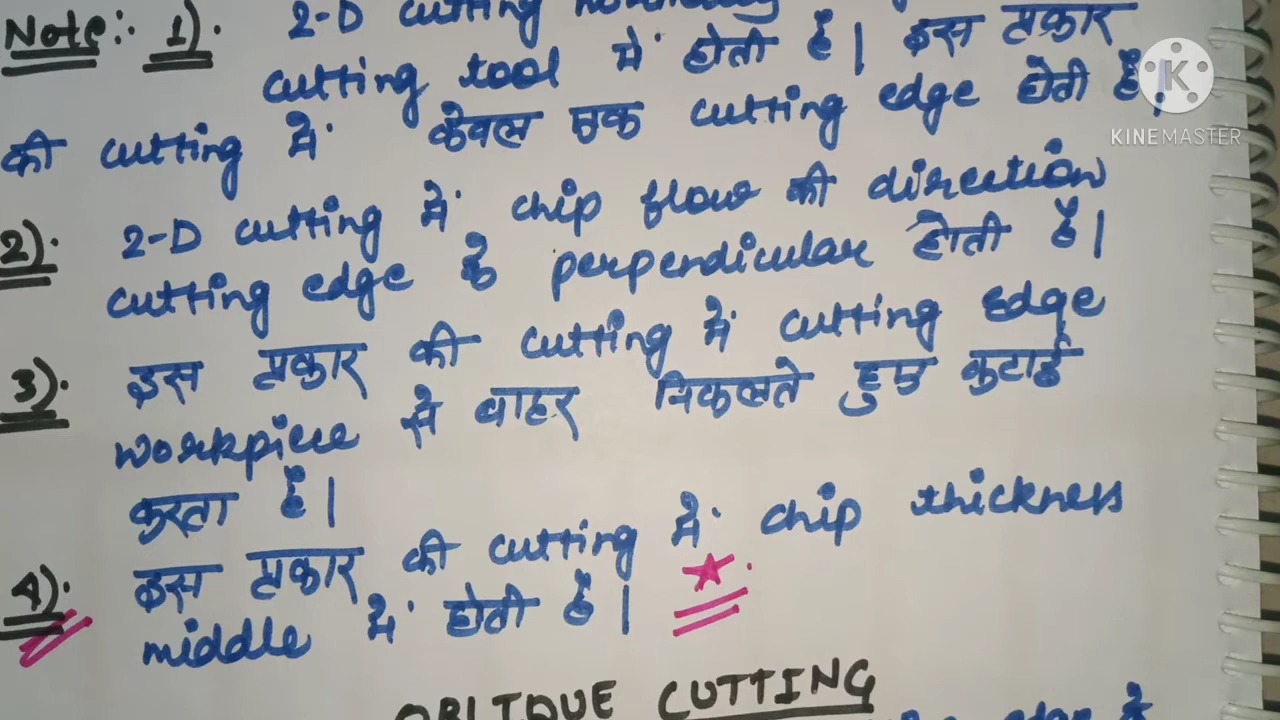 Note:- 1). 2-D cutting
cutting tool में होती है। इस प्रकार
की cutting में केवल एक cutting edge होती है।
2). 2-D cutting में chip flow की direction
cutting edge के perpendicular होती है।
3). इस प्रकार की cutting में cutting Edge
workpiece से बाहर निकलते हुए कटाई
करता है।
4). इस प्रकार की cutting में chip thickness
middle में होती है।
OBLIQUE CUTTING
K
KINEMASTER